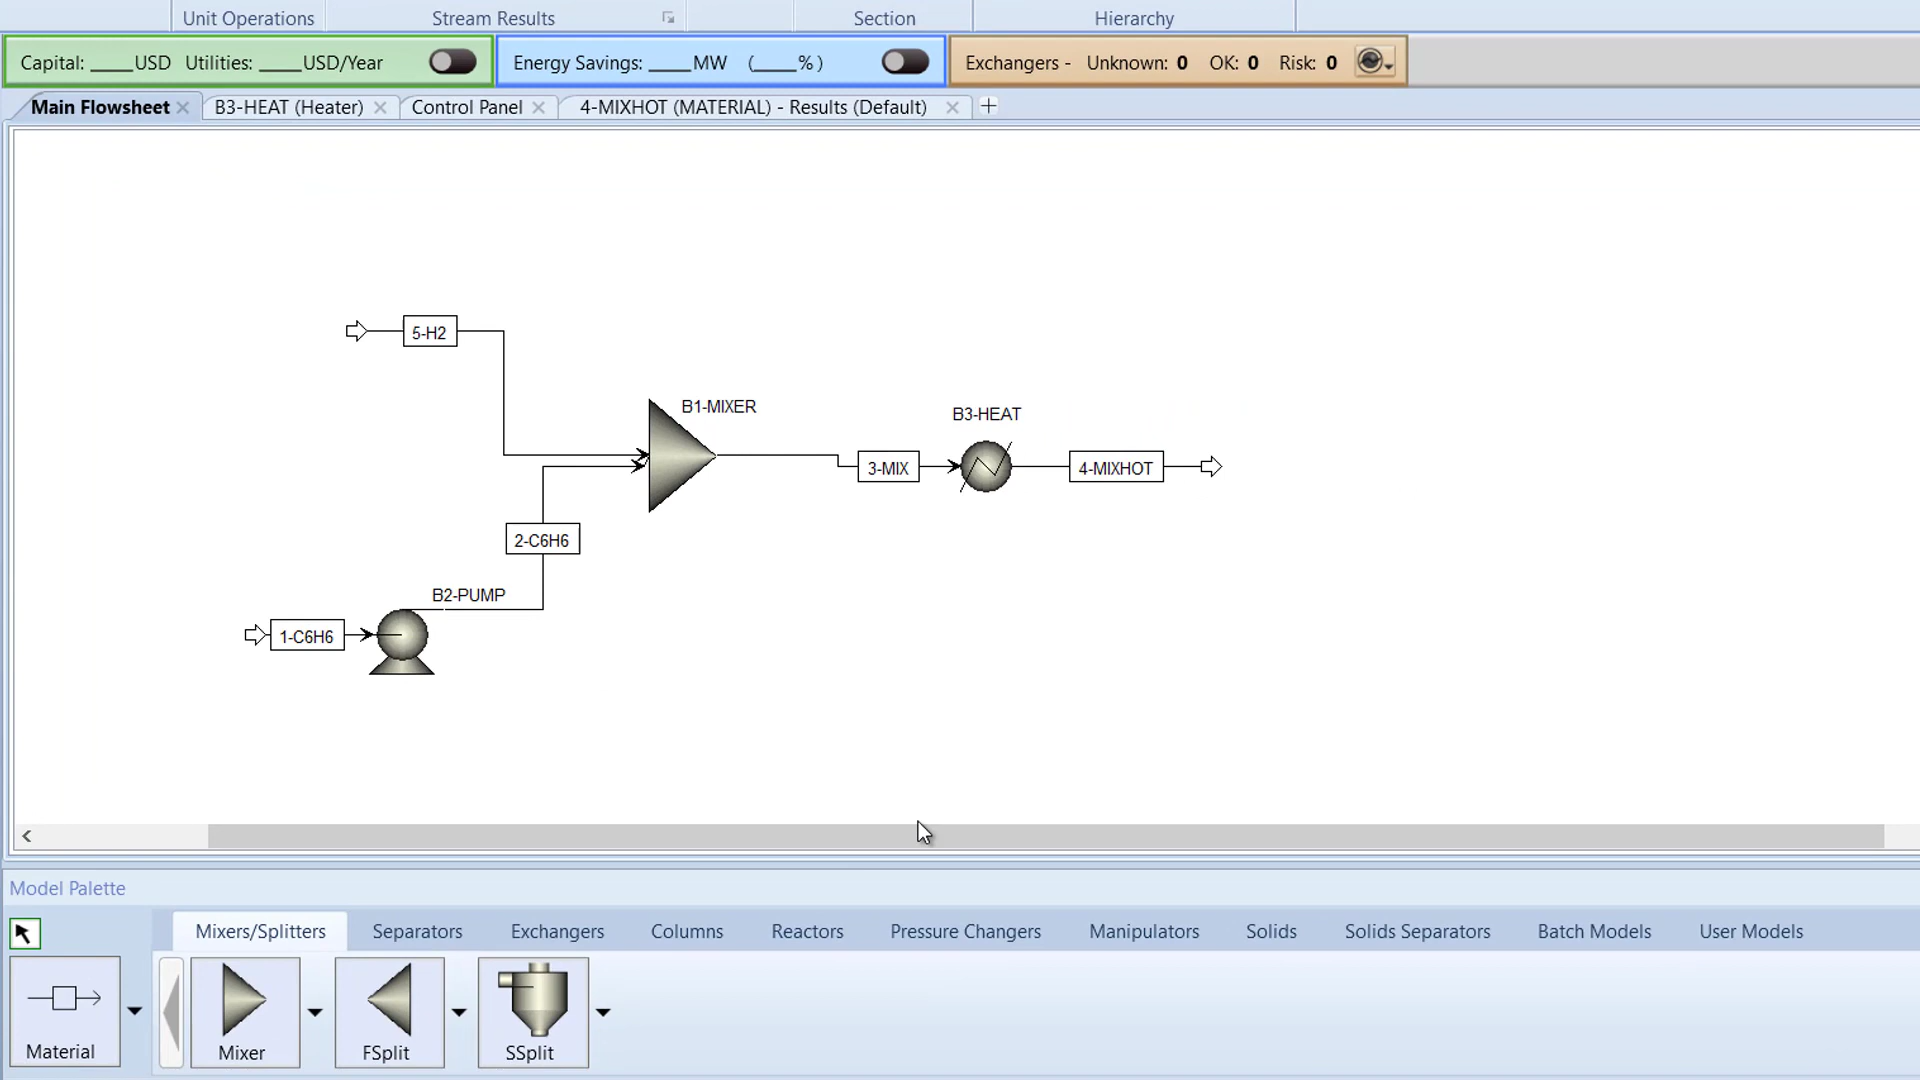 Unit Operations Stream Results Section Hierarchy
Capital: ____USD Utilities: ____USD/Year Energy Savings: ____MW (____%) Exchangers - Unknown: 0 OK: 0 Risk: 0
Main Flowsheet B3-HEAT (Heater) Control Panel 4-MIXHOT (MATERIAL) - Results (Default) +
5-H2
B1-MIXER
B3-HEAT
3-MIX
4-MIXHOT
2-C6H6
B2-PUMP
1-C6H6
Model Palette
Mixers/Splitters Separators Exchangers Columns Reactors Pressure Changers Manipulators Solids Solids Separators Batch Models User Models
Material Mixer FSplit SSplit